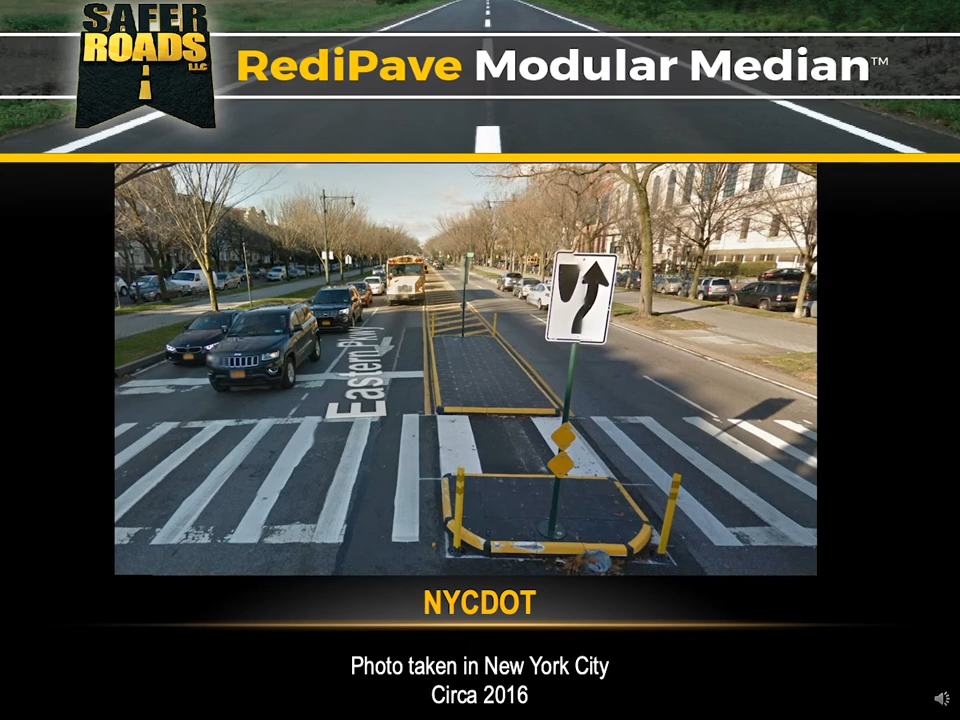 SAFER
ROADS
LLC
RediPave Modular Median™
Eastern Pkwy
NYCDOT
Photo taken in New York City
Circa 2016